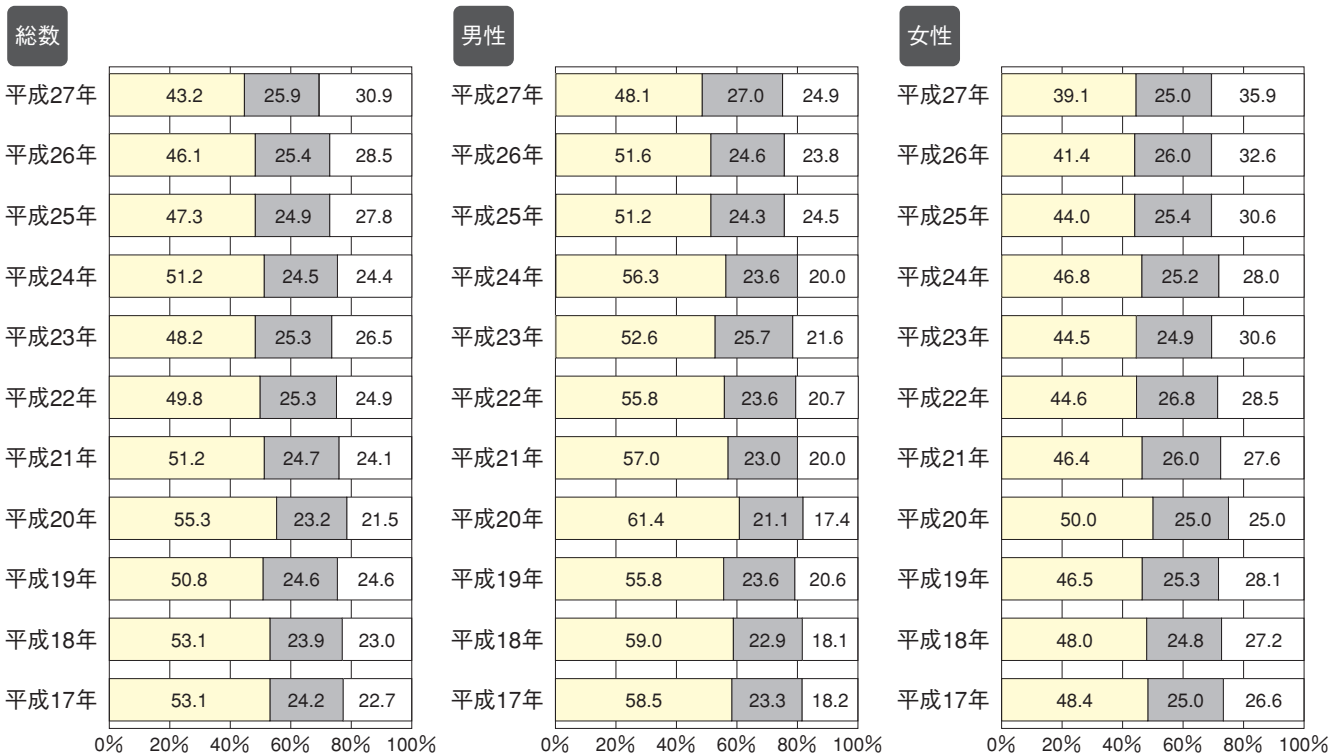 総数
平成27年 43.2 25.9 30.9
平成26年 46.1 25.4 28.5
平成25年 47.3 24.9 27.8
平成24年 51.2 24.5 24.4
平成23年 48.2 25.3 26.5
平成22年 49.8 25.3 24.9
平成21年 51.2 24.7 24.1
平成20年 55.3 23.2 21.5
平成19年 50.8 24.6 24.6
平成18年 53.1 23.9 23.0
平成17年 53.1 24.2 22.7
0% 20% 40% 60% 80% 100%
男性
平成27年 48.1 27.0 24.9
平成26年 51.6 24.6 23.8
平成25年 51.2 24.3 24.5
平成24年 56.3 23.6 20.0
平成23年 52.6 25.7 21.6
平成22年 55.8 23.6 20.7
平成21年 57.0 23.0 20.0
平成20年 61.4 21.1 17.4
平成19年 55.8 23.6 20.6
平成18年 59.0 22.9 18.1
平成17年 58.5 23.3 18.2
0% 20% 40% 60% 80% 100%
女性
平成27年 39.1 25.0 35.9
平成26年 41.4 26.0 32.6
平成25年 44.0 25.4 30.6
平成24年 46.8 25.2 28.0
平成23年 44.5 24.9 30.6
平成22年 44.6 26.8 28.5
平成21年 46.4 26.0 27.6
平成20年 50.0 25.0 25.0
平成19年 46.5 25.3 28.1
平成18年 48.0 24.8 27.2
平成17年 48.4 25.0 26.6
0% 20% 40% 60% 80% 100%